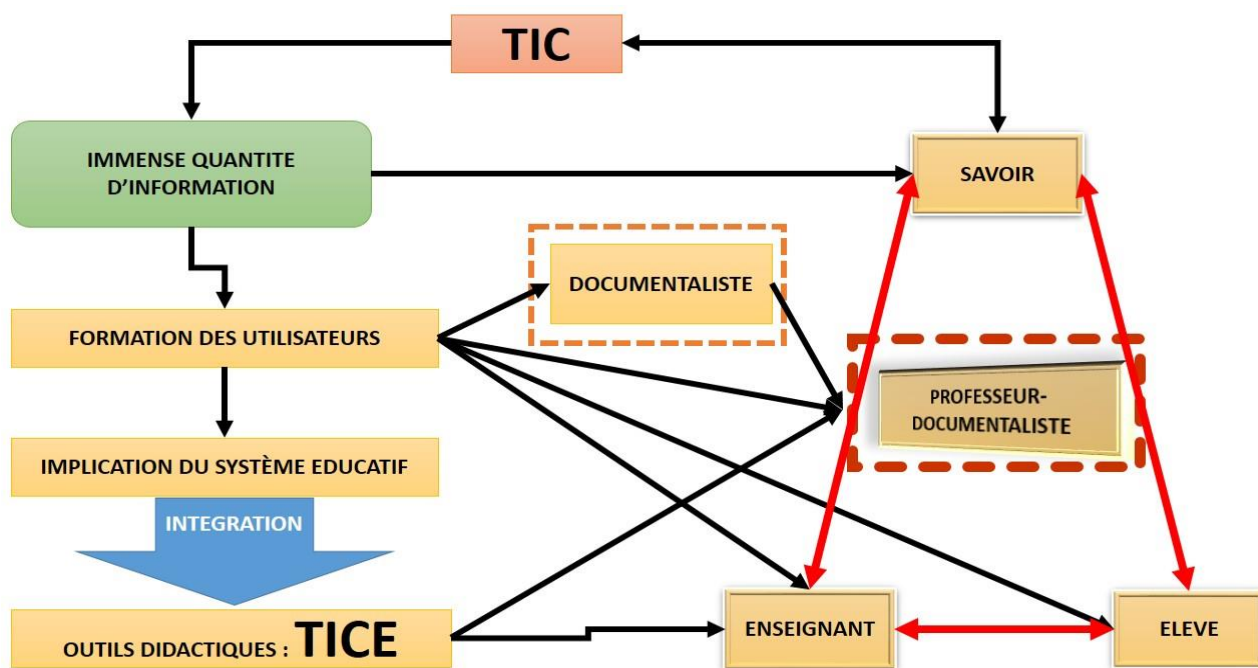 TIC
IMMENSE QUANTITE
D'INFORMATION
SAVOIR
DOCUMENTALISTE
FORMATION DES UTILISATEURS
PROFESSEUR-
DOCUMENTALISTE
IMPLICATION DU SYSTÈME EDUCATIF
INTEGRATION
OUTILS DIDACTIQUES : TICE
ENSEIGNANT
ELEVE